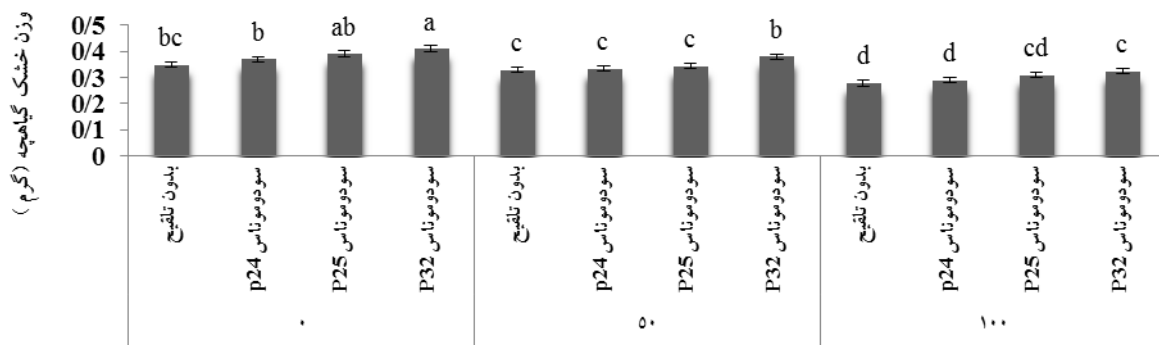 وزن خشک گیاهچه (گرم )
0/5
0/4
0/3
0/2
0/1
0
bc b ab a c c c b d d cd c
بدون تلقیح
سودوموناس p24
سودوموناس P25
سودوموناس P32
بدون تلقیح
سودوموناس p24
سودوموناس P25
سودوموناس P32
بدون تلقیح
سودوموناس p24
سودوموناس P25
سودوموناس P32
۰ ۵۰ ۱۰۰